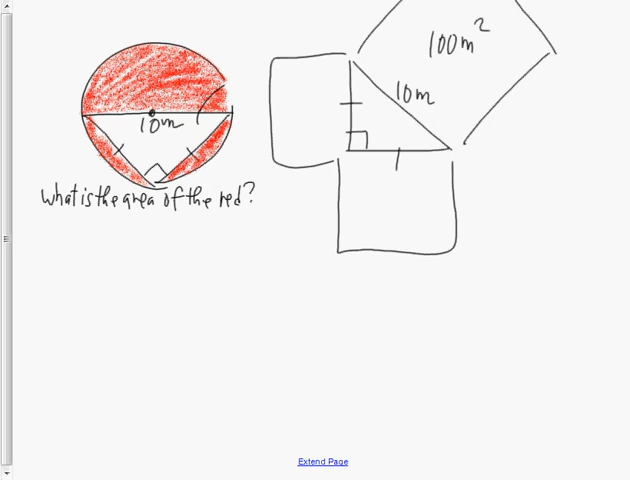 100m²
10m
10m
What is the area of the red?
Extend Page